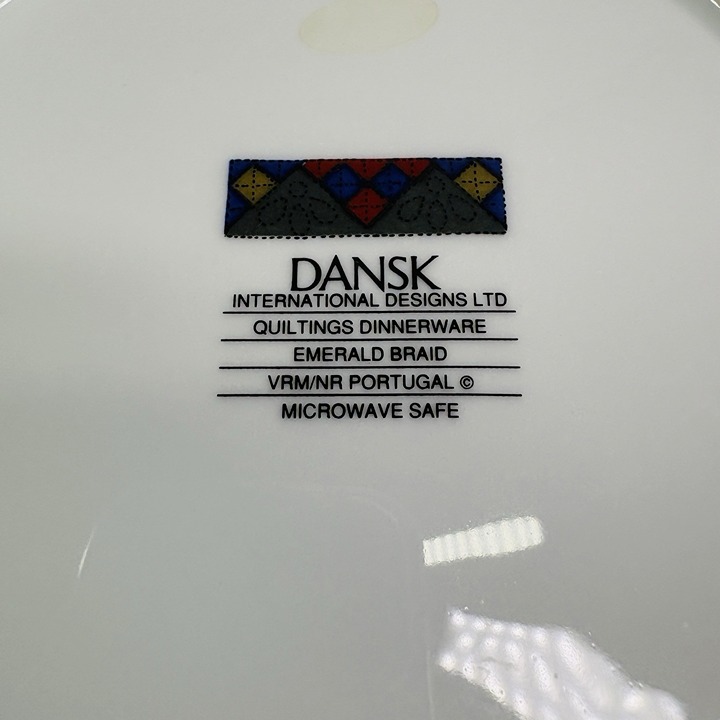 DANSK
INTERNATIONAL DESIGNS LTD
QUILTINGS DINNERWARE
EMERALD BRAID
VRM/NR PORTUGAL ©
MICROWAVE SAFE